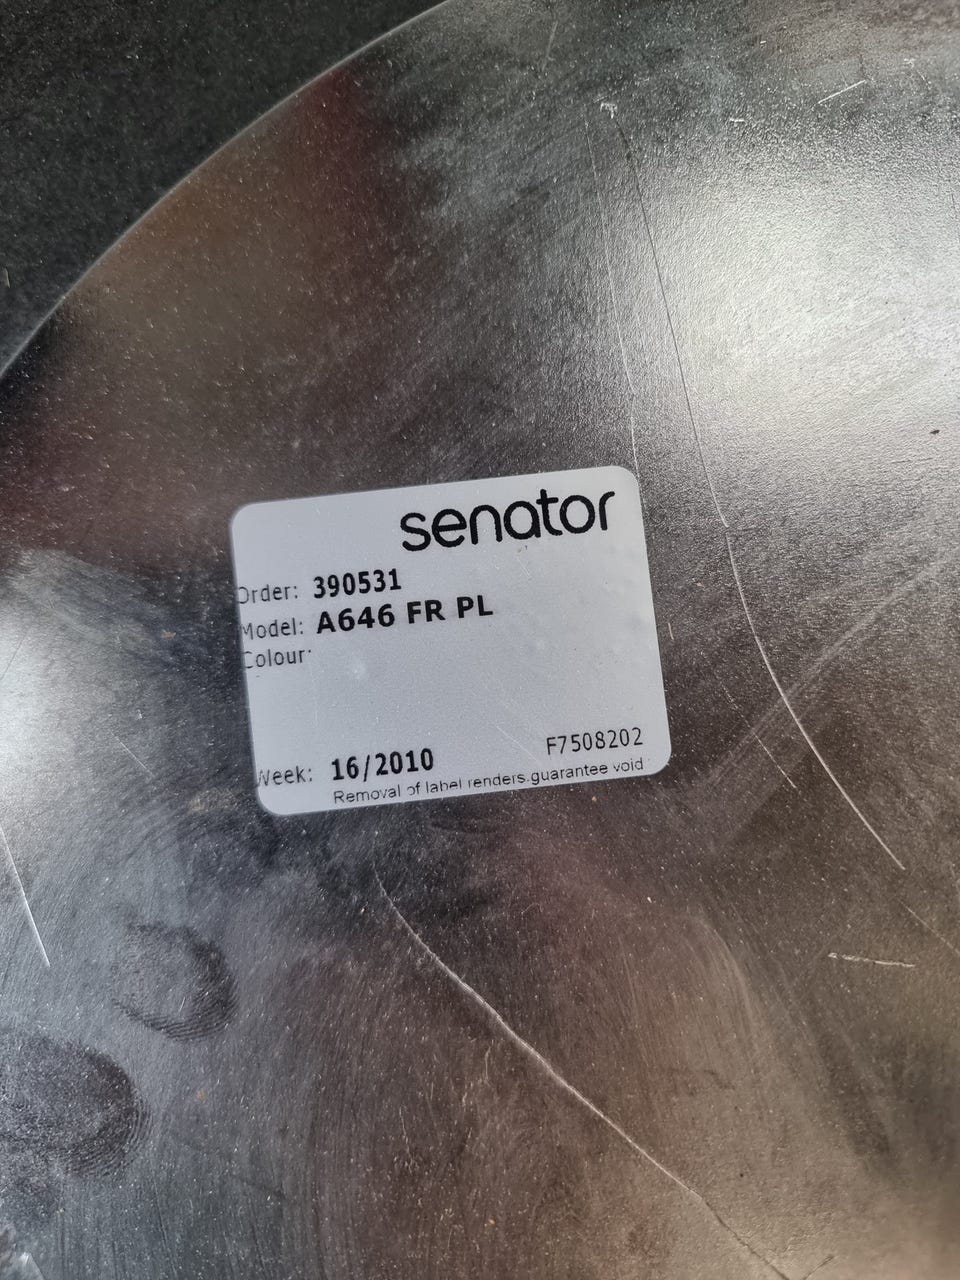 senator
Order: 390531
Model: A646 FR PL
Colour:
F7508202
Week: 16/2010
Removal of label renders guarantee void